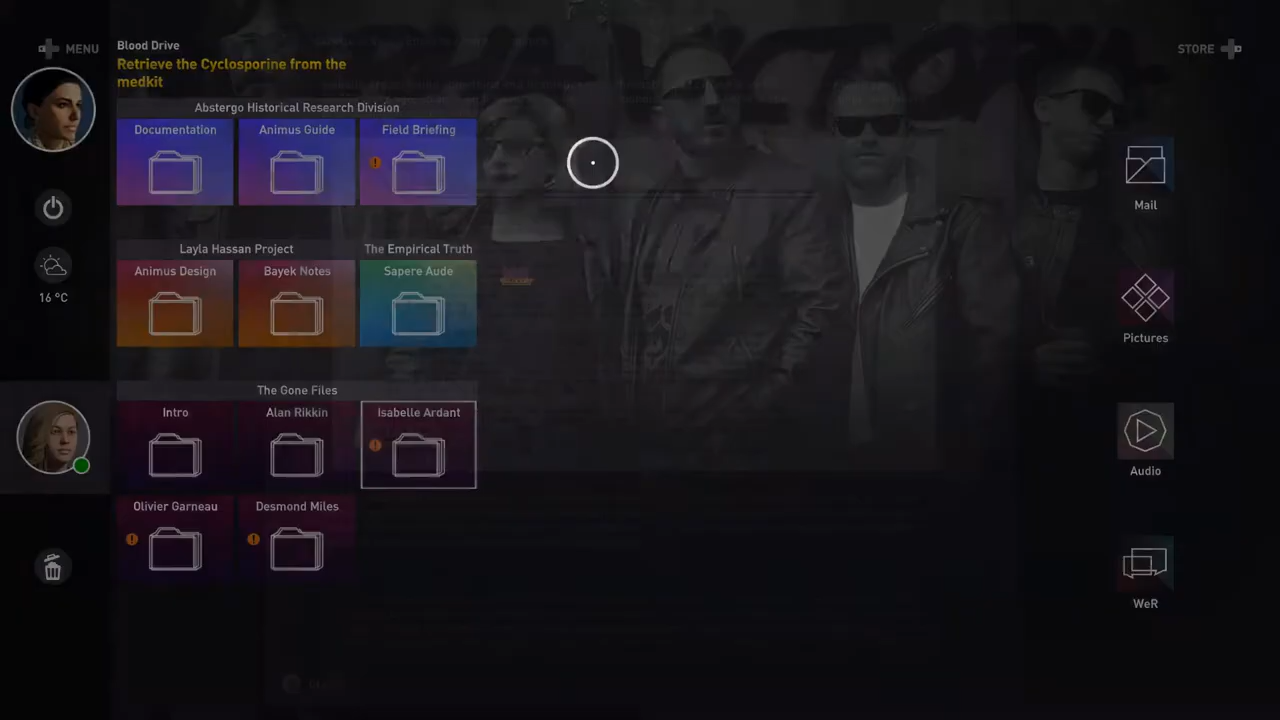 MENU
Blood Drive
STORE
Retrieve the Cyclosporine from the
medkit
Abstergo Historical Research Division
Documentation
Animus Guide
Field Briefing
Mail
Layla Hassan Project
The Empirical Truth
Animus Design
Bayek Notes
Sapere Aude
16 °C
Pictures
The Gone Files
Intro
Alan Rikkin
Isabelle Ardant
Audio
Olivier Garneau
Desmond Miles
WeR